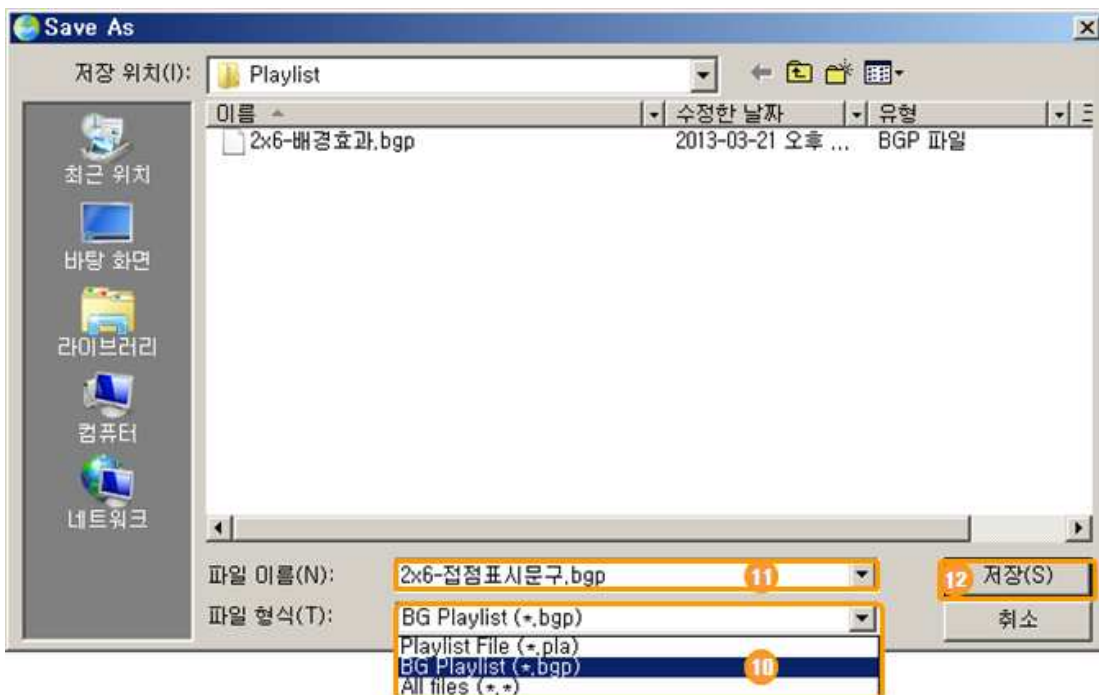 Save As
저장 위치(I):
Playlist
이름
수정한 날짜
유형
2x6-배경효과.bgp
2013-03-21 오후 ...
BGP 파일
최근 위치
바탕 화면
라이브러리
컴퓨터
네트워크
파일 이름(N):
2x6-접점표시문구.bgp
11
12
저장(S)
파일 형식(T):
BG Playlist (*.bgp)
취소
Playlist File (*.pla)
BG Playlist (*.bgp)
10
All files (*.*)